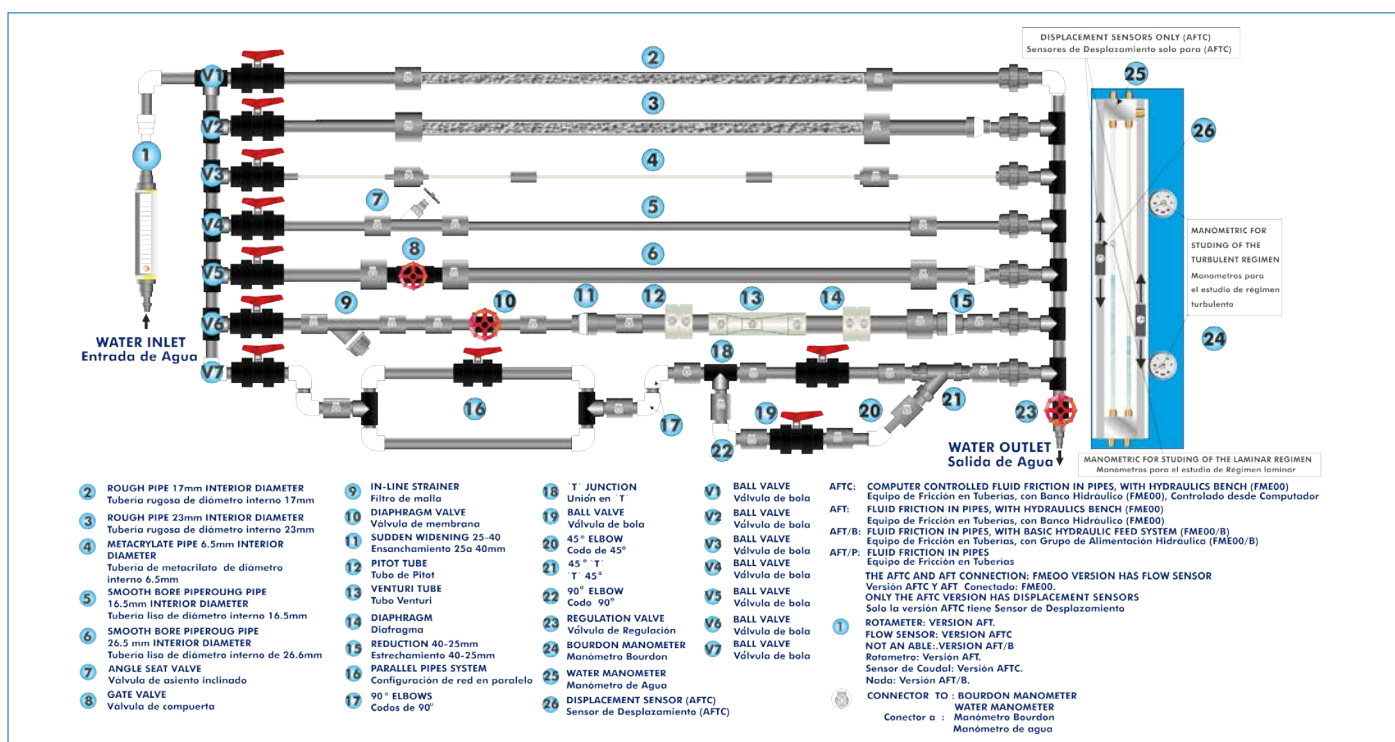 DISPLACEMENT SENSORS ONLY (AFTC)
Sensores de Desplazamiento solo para (AFTC)
2
25
V1
3
V2
26
1
4
V3
7
5
V4
MANOMETRIC FOR
STUDING OF THE
TURBULENT REGIMEN
Manometros para
el estudio de régimen
turbulento
8
6
V5
9
10
11
12
13
14
15
V6
WATER INLET
Entrada de Agua
24
18
V7
16
17
19
20
21
22
23
WATER OUTLET
Salida de Agua
MANOMETRIC FOR STUDING OF THE LAMINAR REGIMEN
Manómetros para el estudio de Régimen laminar
2 ROUGH PIPE 17mm INTERIOR DIAMETER
Tubería rugosa de diámetro interno 17mm
3 ROUGH PIPE 23mm INTERIOR DIAMETER
Tubería rugosa de diámetro interno 23mm
4 METACRYLATE PIPE 6.5mm INTERIOR
DIAMETER
Tuberia de metacrilato de diámetro
interno 6.5mm
5 SMOOTH BORE PIPEROUHG PIPE
16.5mm INTERIOR DIAMETER
Tubería lisa de diámetro interno 16.5mm
6 SMOOTH BORE PIPEROUG PIPE
26.5 mm INTERIOR DIAMETER
Tubería lisa de diámetro interno de 26.6mm
7 ANGLE SEAT VALVE
Válvula de asiento inclinado
8 GATE VALVE
Válvula de compuerta
9 IN-LINE STRAINER
Filtro de malla
10 DIAPHRAGM VALVE
Válvula de membrana
11 SUDDEN WIDENING 25-40
Ensanchamiento 25a 40mm
12 PITOT TUBE
Tubo de Pitot
13 VENTURI TUBE
Tubo Venturi
14 DIAPHRAGM
Diafragma
15 REDUCTION 40-25mm
Estrechamiento 40-25mm
16 PARALLEL PIPES SYSTEM
Configuración de red en paralelo
17 90° ELBOWS
Codos de 90°
18 ´T´ JUNCTION
Unión en ´T´
19 BALL VALVE
Válvula de bola
20 45° ELBOW
Codo de 45°
21 45° ´T´
´T´ 45°
22 90° ELBOW
Codo 90°
23 REGULATION VALVE
Válvula de Regulación
24 BOURDON MANOMETER
Manómetro Bourdon
25 WATER MANOMETER
Manómetro de Agua
26 DISPLACEMENT SENSOR (AFTC)
Sensor de Desplazamiento (AFTC)
V1 BALL VALVE
Válvula de bola
V2 BALL VALVE
Válvula de bola
V3 BALL VALVE
Válvula de bola
V4 BALL VALVE
Válvula de bola
V5 BALL VALVE
Válvula de bola
V6 BALL VALVE
Válvula de bola
V7 BALL VALVE
Válvula de bola
AFTC: COMPUTER CONTROLLED FLUID FRICTION IN PIPES, WITH HYDRAULICS BENCH (FME00)
Equipo de Fricción en Tuberias, con Banco Hidráulico (FME00), Controlado desde Computador
AFT: FLUID FRICTION IN PIPES, WITH HYDRAULICS BENCH (FME00)
Equipo de Fricción en Tuberias, con Banco Hidráulico (FME00)
AFT/B: FLUID FRICTION IN PIPES, WITH BASIC HYDRAULIC FEED SYSTEM (FME00/B)
Equipo de Fricción en Tuberias, con Grupo de Alimentación Hidráulica (FME00/B)
AFT/P: FLUID FRICTION IN PIPES
Equipo de Fricción en Tuberias
THE AFTC AND AFT CONNECTION: FME00 VERSION HAS FLOW SENSOR
Versión AFTC Y AFT Conectado: FME00.
ONLY THE AFTC VERSION HAS DISPLACEMENT SENSORS
Solo la versión AFTC tiene Sensor de Desplazamiento
1 ROTAMETER: VERSION AFT.
FLOW SENSOR: VERSION AFTC
NOT AN ABLE:.VERSION AFT/B
Rotametro: Versión AFT.
Sensor de Caudal: Versión AFTC.
Nada: Versión AFT/B.
CONNECTOR TO : BOURDON MANOMETER
WATER MANOMETER
Conector a : Manómetro Bourdon
Manómetro de agua